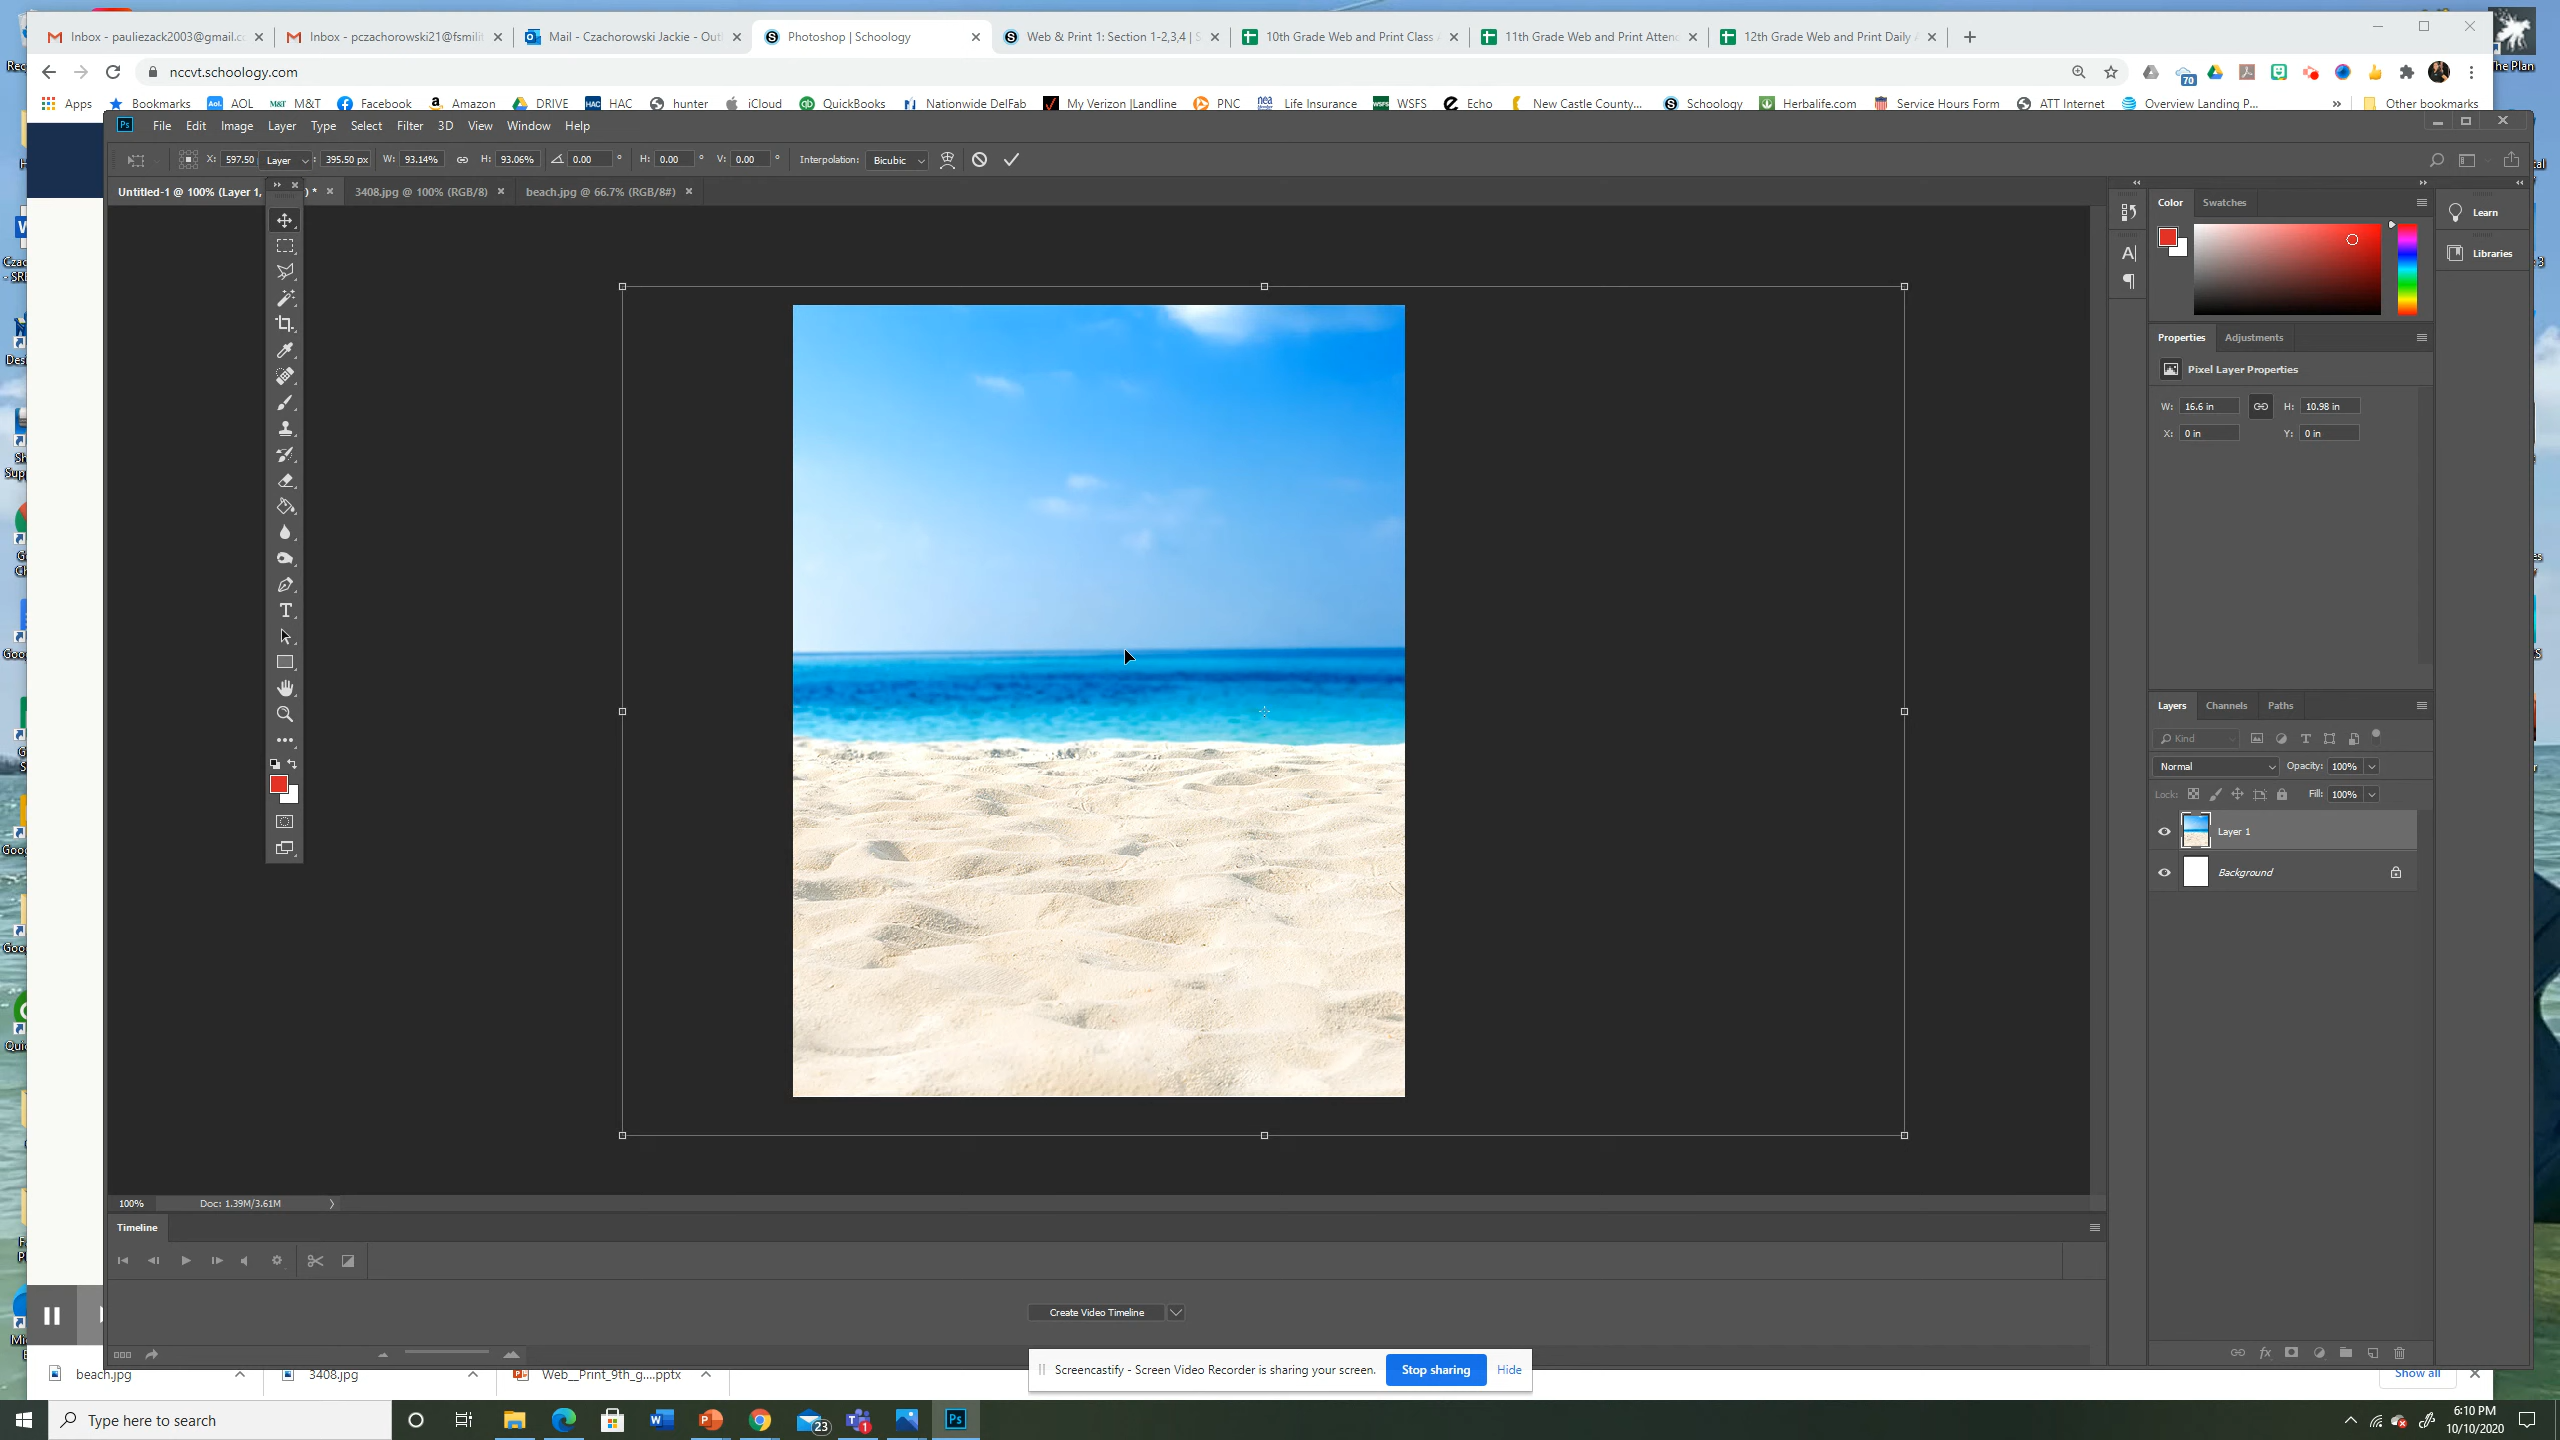 Inbox - pauliezack2003@gmail.c
Inbox - pczachorowski21@fsmilit
Mail - Czachorowski Jackie - Out
Photoshop | Schoology
Web & Print 1: Section 1-2,3,4 | S
10th Grade Web and Print Class
11th Grade Web and Print Atten
12th Grade Web and Print Daily
The Plan
nccvt.schoology.com
70
Apps
Bookmarks
AOL
M&T
Facebook
Amazon
DRIVE
HAC
hunter
iCloud
QuickBooks
Nationwide DelFab
My Verizon |Landline
PNC
Life Insurance
WSFS
Echo
New Castle County...
Schoology
Herbalife.com
Service Hours Form
ATT Internet
Overview Landing P...
Other bookmarks
Ps
File
Edit
Image
Layer
Type
Select
Filter
3D
View
Window
Help
X: 597.50
Layer
: 395.50 px
W: 93.14%
H: 93.06%
0.00 °
H: 0.00 °
V: 0.00 °
Interpolation: Bicubic
Untitled-1 @ 100% (Layer 1, ) *
3408.jpg @ 100% (RGB/8)
beach.jpg @ 66.7% (RGB/8#)
Color
Swatches
Learn
Libraries
Properties
Adjustments
Pixel Layer Properties
W: 16.6 in
H: 10.98 in
X: 0 in
Y: 0 in
Layers
Channels
Paths
Kind
Normal
Opacity: 100%
Lock:
Fill: 100%
Layer 1
Background
100%
Doc: 1.39M/3.61M
Timeline
Create Video Timeline
Screencastify - Screen Video Recorder is sharing your screen.
Stop sharing
Hide
beach.jpg
3408.jpg
Web__Print_9th_g....pptx
Show all
Type here to search
23
1
Ps
6:10 PM
10/10/2020